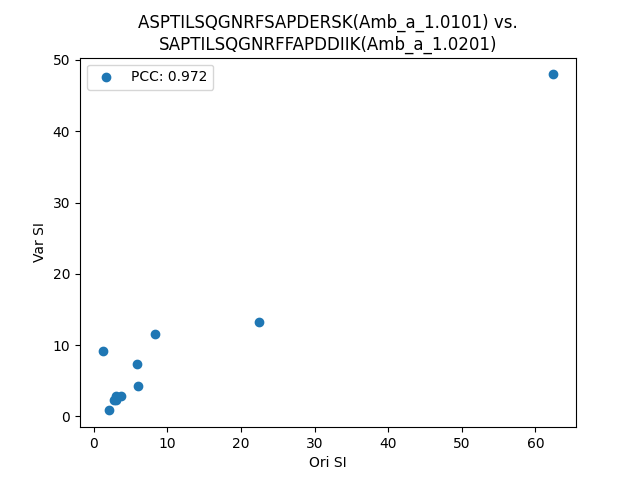 ASPTILSQGNRFSAPDERSK(Amb_a_1.0101) vs.
SAPTILSQGNRFFAPDDIIK(Amb_a_1.0201)
PCC: 0.972
50
40
30
20
10
0
Var SI
0 10 20 30 40 50 60
Ori SI